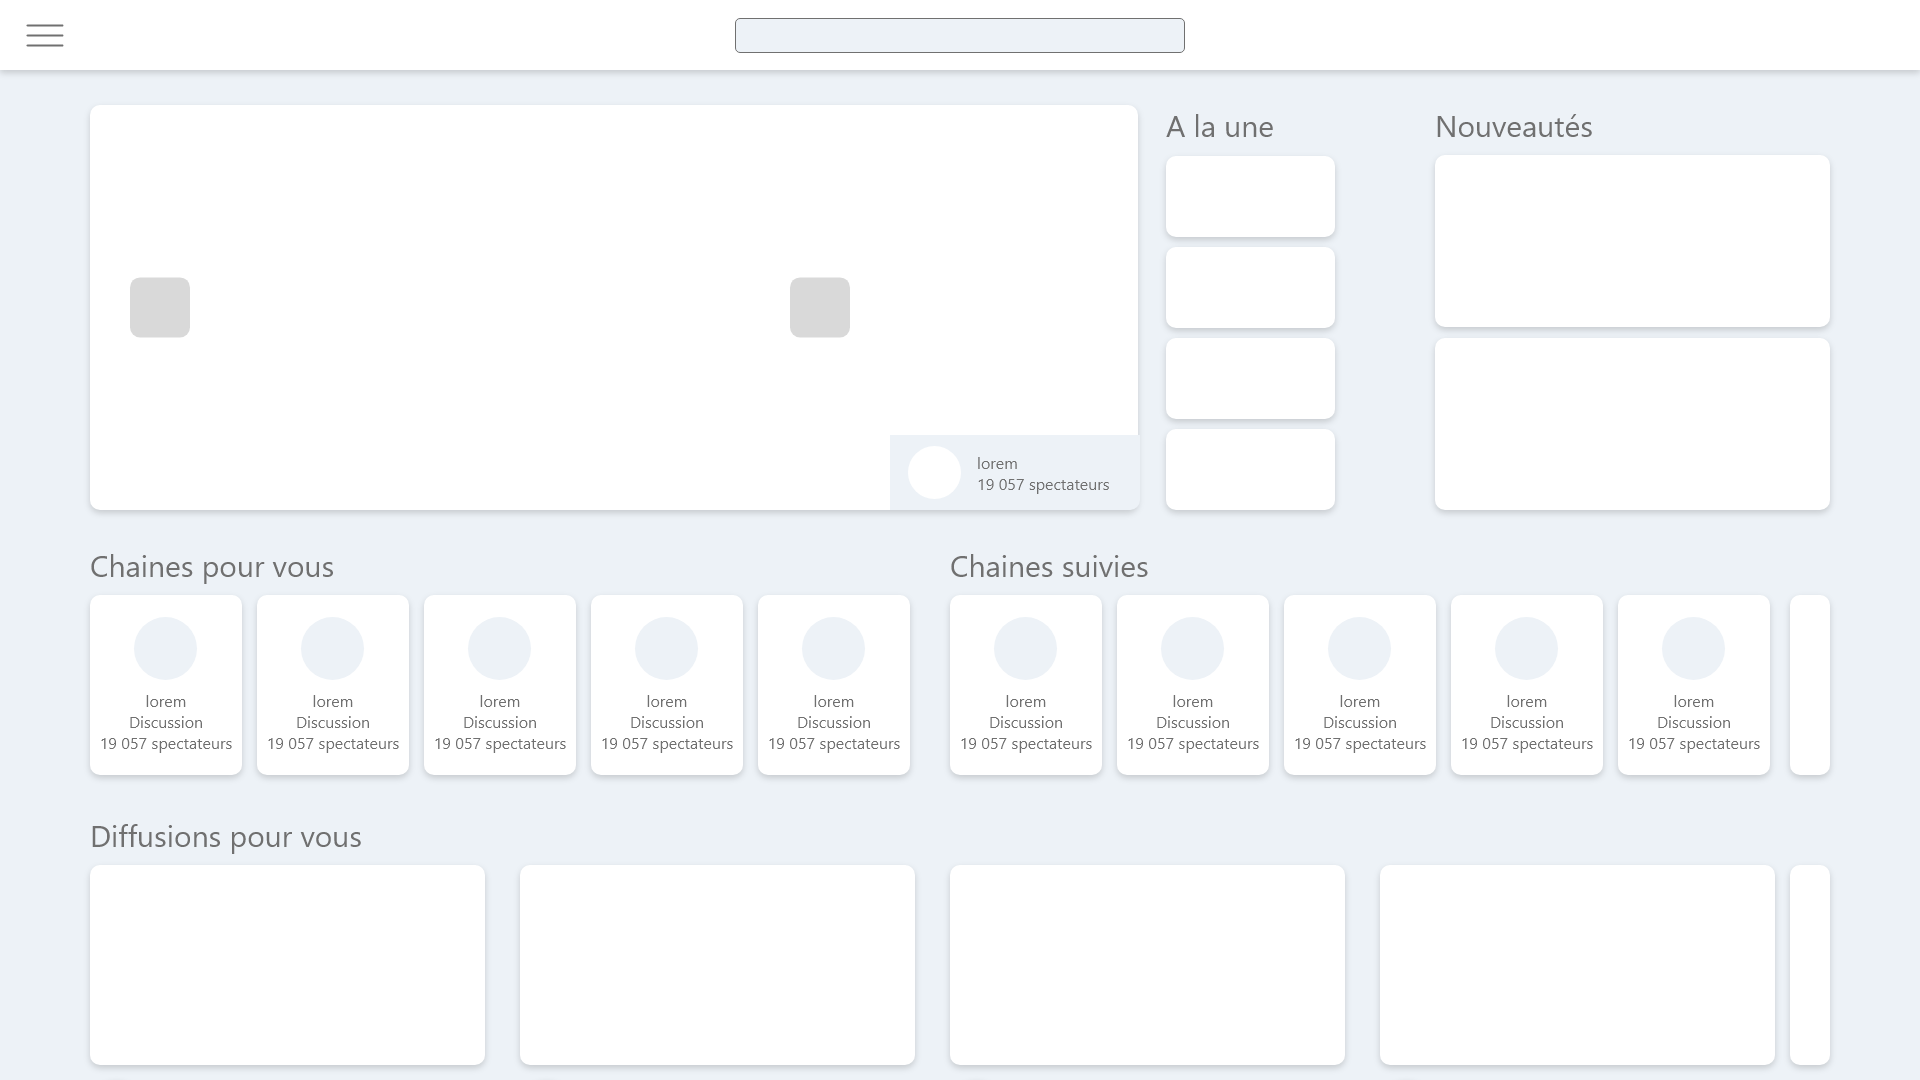 A la une
Nouveautés
lorem
19 057 spectateurs
Chaines pour vous
lorem
Discussion
19 057 spectateurs
lorem
Discussion
19 057 spectateurs
lorem
Discussion
19 057 spectateurs
lorem
Discussion
19 057 spectateurs
lorem
Discussion
19 057 spectateurs
Chaines suivies
lorem
Discussion
19 057 spectateurs
lorem
Discussion
19 057 spectateurs
lorem
Discussion
19 057 spectateurs
lorem
Discussion
19 057 spectateurs
lorem
Discussion
19 057 spectateurs
Diffusions pour vous